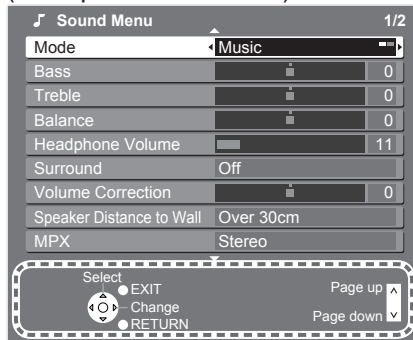 Sound Menu 1/2
Mode Music
Bass 0
Treble 0
Balance 0
Headphone Volume 11
Surround Off
Volume Correction 0
Speaker Distance to Wall Over 30cm
MPX Stereo
Select
EXIT
Change
RETURN
Page up
Page down